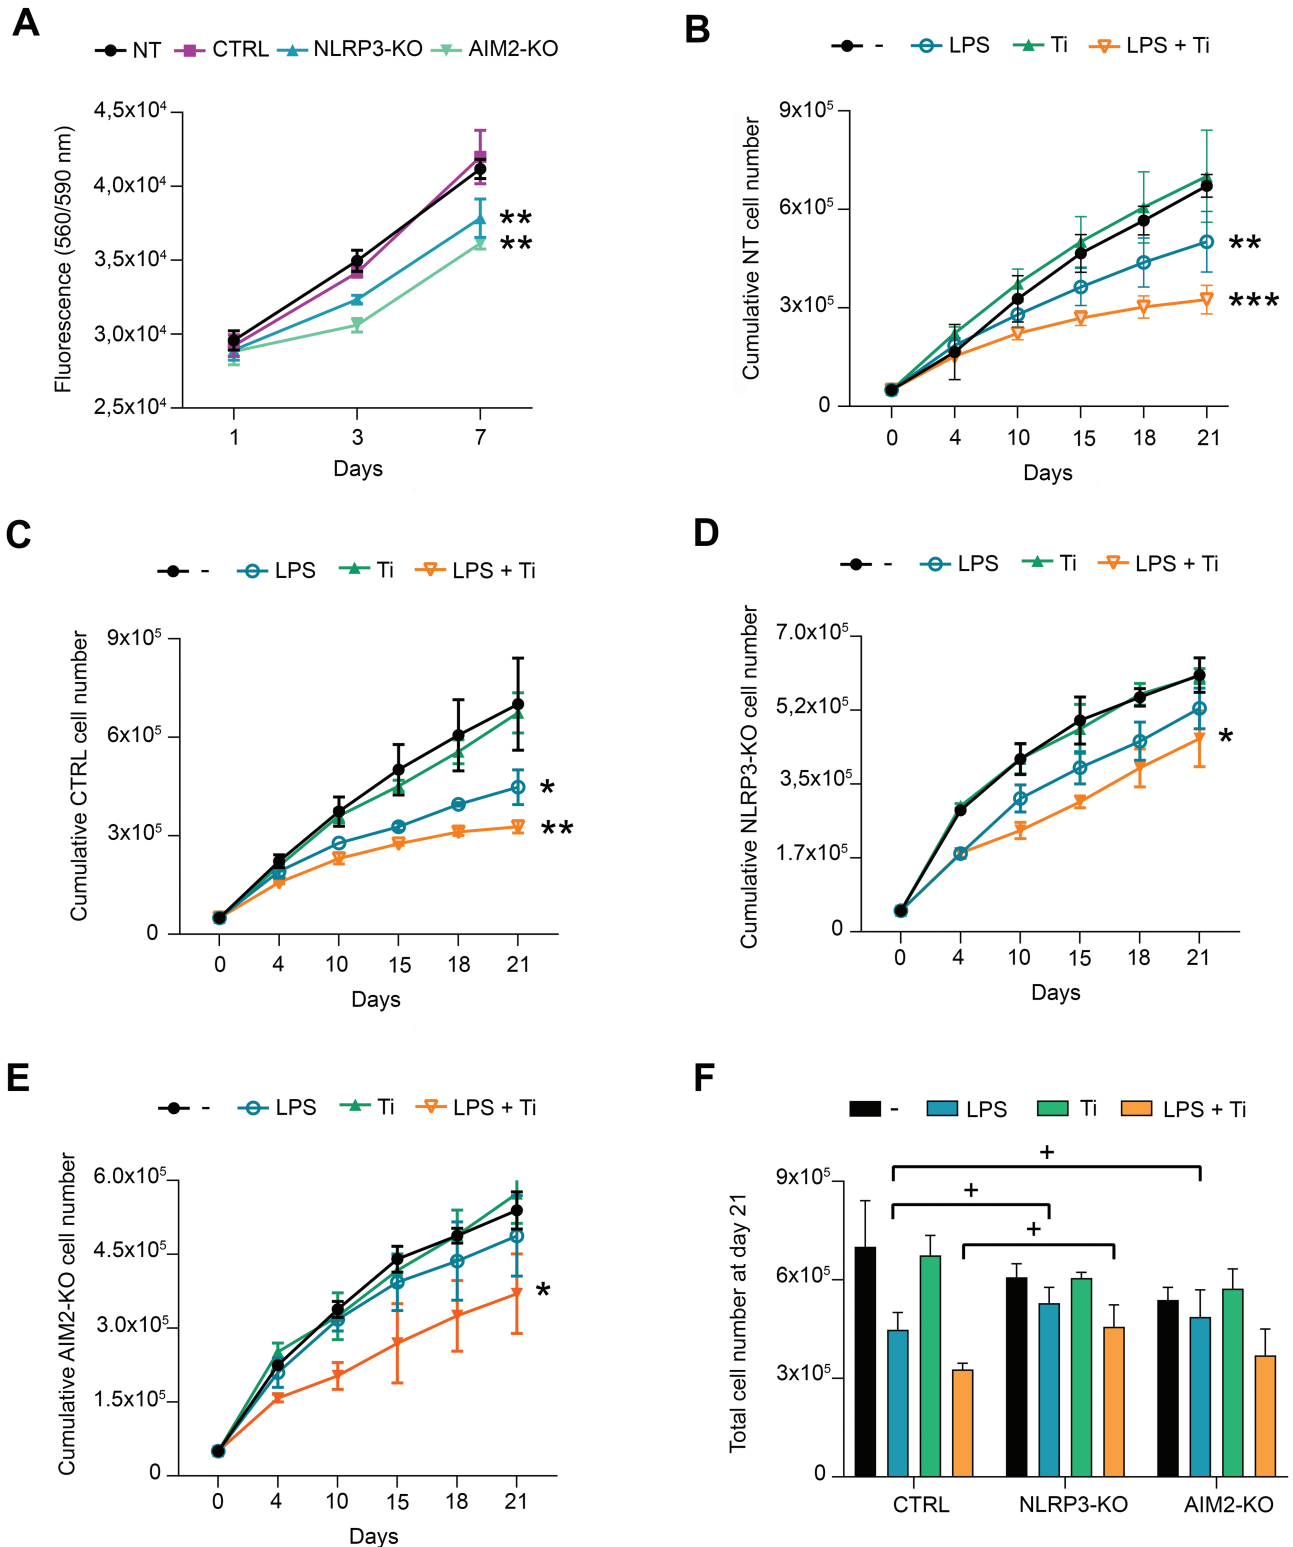 A
NT CTRL NLRP3-KO AIM2-KO
Fluorescence (560/590 nm)
4,5x10⁴
4,0x10⁴
3,5x10⁴
3.0x10⁴
2,5x10⁴
**
**
1 3 7
Days
B
- LPS Ti LPS + Ti
Cumulative NT cell number
9x10⁵
6x10⁵
3x10⁵
0
**
***
0 4 10 15 18 21
Days
C
- LPS Ti LPS + Ti
Cumulative CTRL cell number
9x10⁵
6x10⁵
3x10⁵
0
*
**
0 4 10 15 18 21
Days
D
- LPS Ti LPS + Ti
Cumulative NLRP3-KO cell number
7.0x10⁵
5,2x10⁵
3,5x10⁵
1.7x10⁵
0
*
0 4 10 15 18 21
Days
E
- LPS Ti LPS + Ti
Cumulative AIM2-KO cell number
6.0x10⁵
4.5x10⁵
3.0x10⁵
1.5x10⁵
0
*
0 4 10 15 18 21
Days
F
- LPS Ti LPS + Ti
Total cell number at day 21
9x10⁵
6x10⁵
3x10⁵
0
+
+
+
CTRL NLRP3-KO AIM2-KO